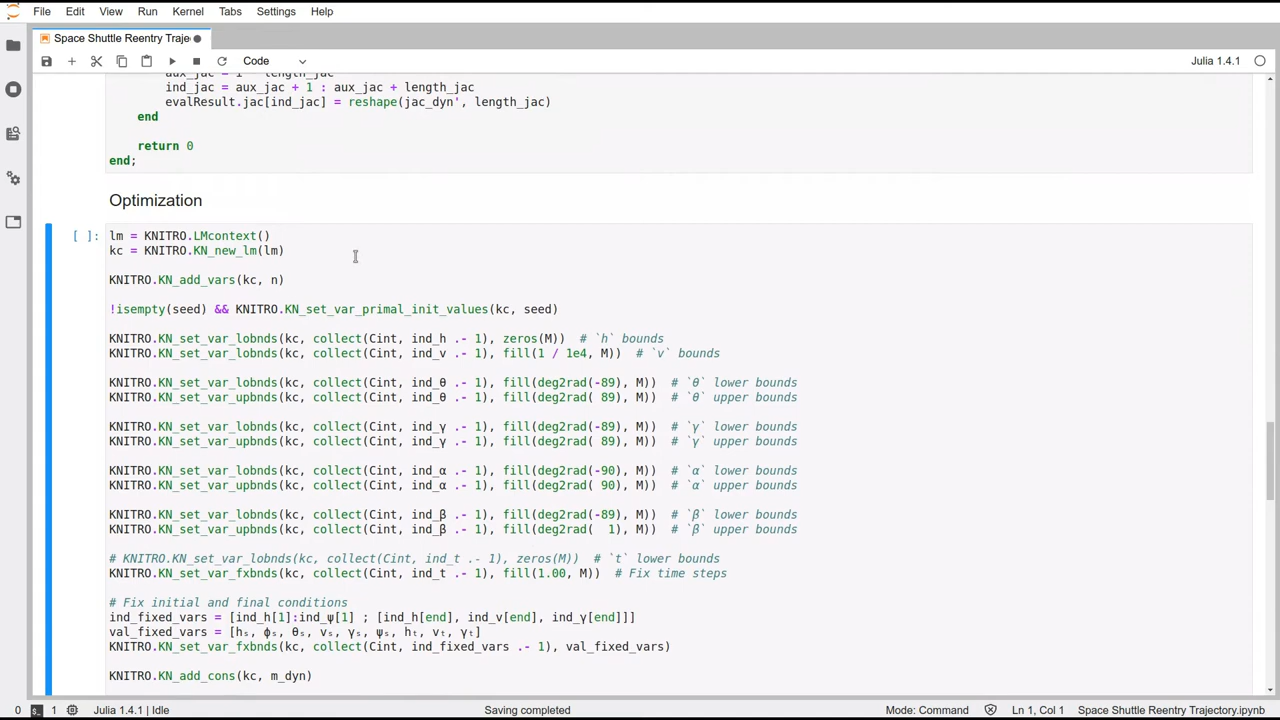 File Edit View Run Kernel Tabs Settings Help
Space Shuttle Reentry Traje
Code
Julia 1.4.1
ind_jac = aux_jac + 1 : aux_jac + length_jac
evalResult.jac[ind_jac] = reshape(jac_dyn', length_jac)
end
return 0
end;
Optimization
[ ]:
lm = KNITRO.LMcontext()
kc = KNITRO.KN_new_lm(lm)
KNITRO.KN_add_vars(kc, n)
!isempty(seed) && KNITRO.KN_set_var_primal_init_values(kc, seed)
KNITRO.KN_set_var_lobnds(kc, collect(Cint, ind_h .- 1), zeros(M))  # `h` bounds
KNITRO.KN_set_var_lobnds(kc, collect(Cint, ind_v .- 1), fill(1 / 1e4, M))  # `v` bounds
KNITRO.KN_set_var_lobnds(kc, collect(Cint, ind_θ .- 1), fill(deg2rad(-89), M))  # `θ` lower bounds
KNITRO.KN_set_var_upbnds(kc, collect(Cint, ind_θ .- 1), fill(deg2rad( 89), M))  # `θ` upper bounds
KNITRO.KN_set_var_lobnds(kc, collect(Cint, ind_γ .- 1), fill(deg2rad(-89), M))  # `γ` lower bounds
KNITRO.KN_set_var_upbnds(kc, collect(Cint, ind_γ .- 1), fill(deg2rad( 89), M))  # `γ` upper bounds
KNITRO.KN_set_var_lobnds(kc, collect(Cint, ind_α .- 1), fill(deg2rad(-90), M))  # `α` lower bounds
KNITRO.KN_set_var_upbnds(kc, collect(Cint, ind_α .- 1), fill(deg2rad( 90), M))  # `α` upper bounds
KNITRO.KN_set_var_lobnds(kc, collect(Cint, ind_β .- 1), fill(deg2rad(-89), M))  # `β` lower bounds
KNITRO.KN_set_var_upbnds(kc, collect(Cint, ind_β .- 1), fill(deg2rad(  1), M))  # `β` upper bounds
# KNITRO.KN_set_var_lobnds(kc, collect(Cint, ind_t .- 1), zeros(M))  # `t` lower bounds
KNITRO.KN_set_var_fxbnds(kc, collect(Cint, ind_t .- 1), fill(1.00, M))  # Fix time steps
# Fix initial and final conditions
ind_fixed_vars = [ind_h[1]:ind_ψ[1] ; [ind_h[end], ind_v[end], ind_γ[end]]]
val_fixed_vars = [hₛ, ϕₛ, θₛ, vₛ, γₛ, ψₛ, hₜ, vₜ, γₜ]
KNITRO.KN_set_var_fxbnds(kc, collect(Cint, ind_fixed_vars .- 1), val_fixed_vars)
KNITRO.KN_add_cons(kc, m_dyn)
0 1 Julia 1.4.1 | Idle Saving completed Mode: Command Ln 1, Col 1 Space Shuttle Reentry Trajectory.ipynb